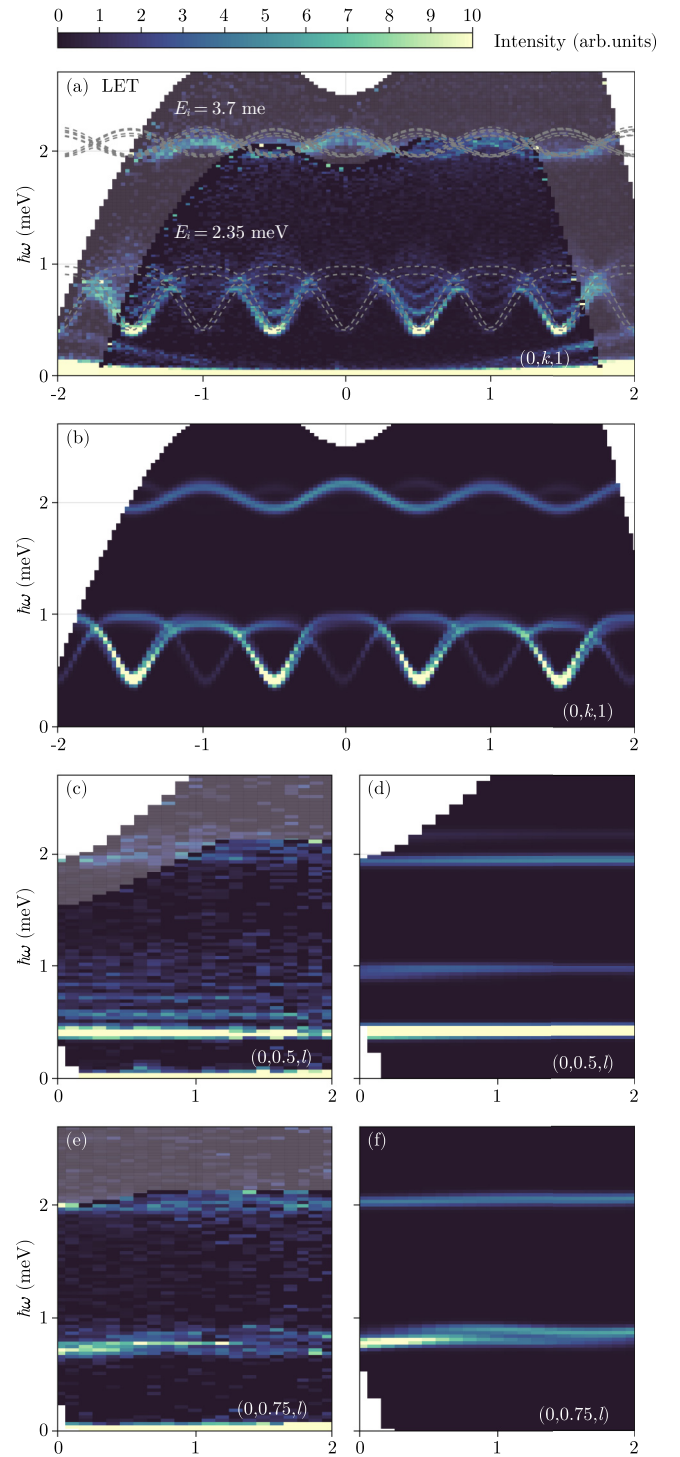 0 1 2 3 4 5 6 7 8 9 10
Intensity (arb.units)
(a) LET
E_i = 3.7 me
E_i = 2.35 meV
(0,k,1)
ħω (meV)
2
1
0
-2 -1 0 1 2
(b)
(0,k,1)
ħω (meV)
2
1
0
-2 -1 0 1 2
(c)
(0,0.5,l)
ħω (meV)
2
1
0
0 1 2
(d)
(0,0.5,l)
0 1 2
(e)
(0,0.75,l)
ħω (meV)
2
1
0
0 1 2
(f)
(0,0.75,l)
0 1 2